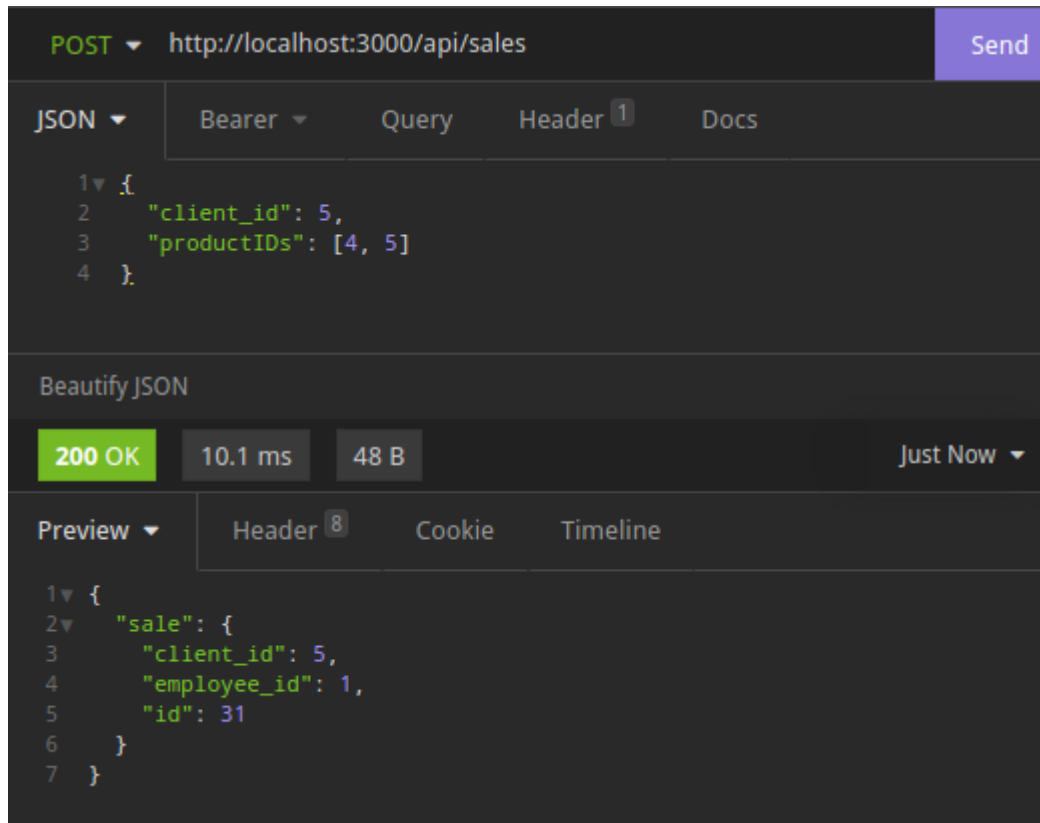 POST http://localhost:3000/api/sales Send
JSON Bearer Query Header 1 Docs
1 {
2 "client_id": 5,
3 "productIDs": [4, 5]
4 }
Beautify JSON
200 OK 10.1 ms 48 B Just Now
Preview Header 8 Cookie Timeline
1 {
2 "sale": {
3 "client_id": 5,
4 "employee_id": 1,
5 "id": 31
6 }
7 }